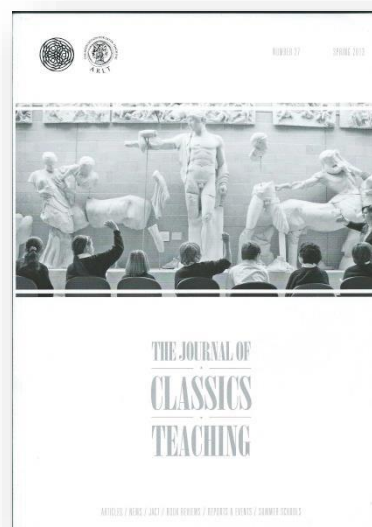 ARLT
NUMBER 27 SPRING 2013
THE JOURNAL OF
CLASSICS
TEACHING
ARTICLES / NEWS / JACT / BOOK REVIEWS / REPORTS & EVENTS / SUMMER SCHOOLS